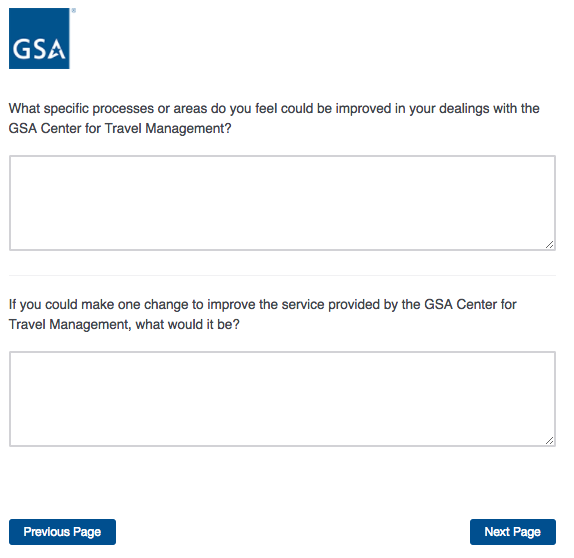 GSA
What specific processes or areas do you feel could be improved in your dealings with the
GSA Center for Travel Management?
If you could make one change to improve the service provided by the GSA Center for
Travel Management, what would it be?
Previous Page
Next Page